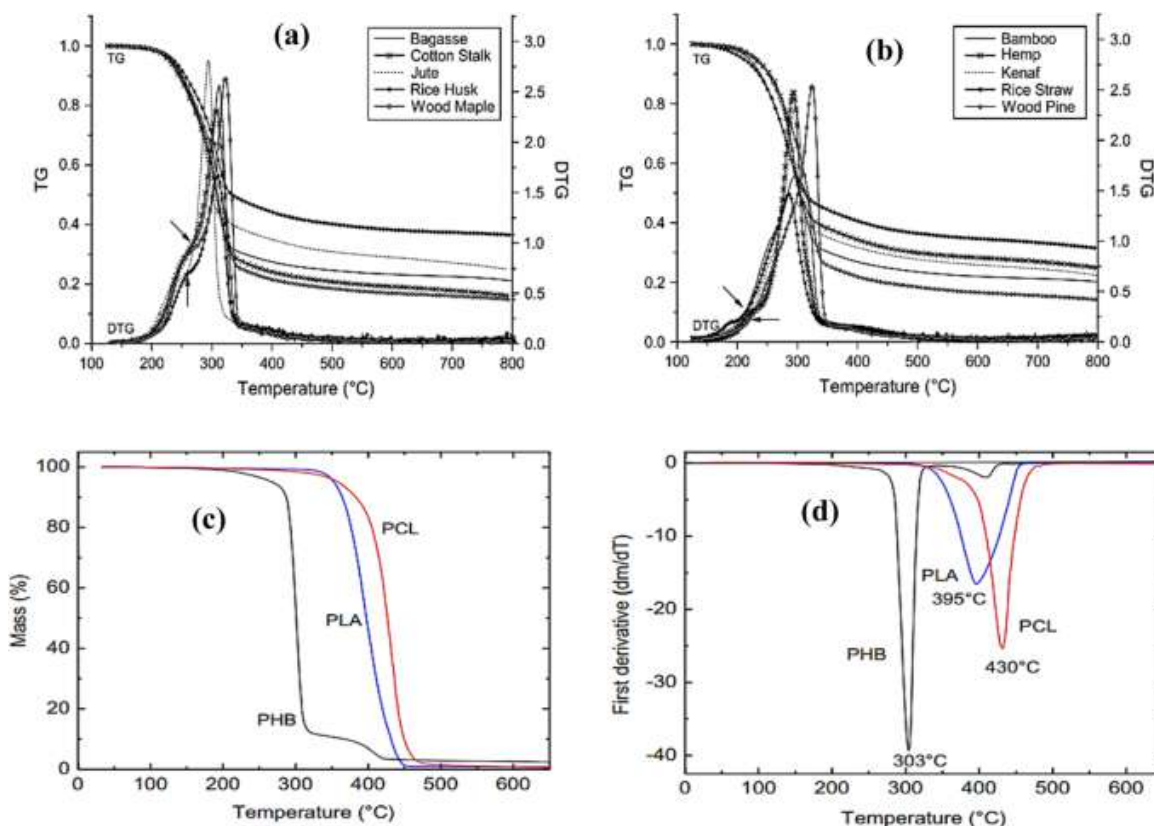 (a)
Bagasse
Cotton Stalk
Jute
Rice Husk
Wood Maple
TG
DTG
1.0
0.8
0.6
0.4
0.2
0.0
TG
3.0
2.5
2.0
1.5
1.0
0.5
0.0
DTG
100 200 300 400 500 600 700 800
Temperature (°C)
(b)
Bamboo
Hemp
Kenaf
Rice Straw
Wood Pine
TG
DTG
1.0
0.8
0.6
0.4
0.2
0.0
TG
3.0
2.5
2.0
1.5
1.0
0.5
0.0
DTG
100 200 300 400 500 600 700 800
Temperature (°C)
(c)
100
80
60
40
20
0
Mass (%)
PCL
PLA
PHB
0 100 200 300 400 500 600
Temperature (°C)
(d)
0
-10
-20
-30
-40
First derivative (dm/dT)
PLA
395°C
PCL
430°C
PHB
303°C
0 100 200 300 400 500 600
Temperature (°C)